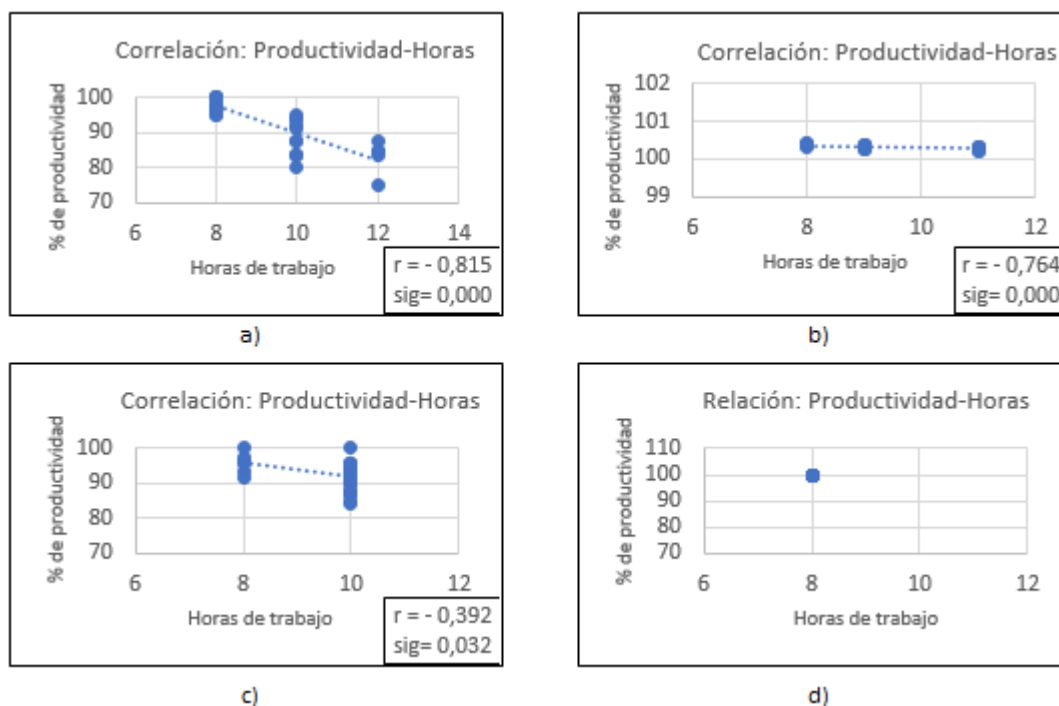 Correlación: Productividad-Horas
% de productividad
100
90
80
70
6 8 10 12 14
Horas de trabajo
r = - 0,815
sig= 0,000
a)
Correlación: Productividad-Horas
% de productividad
102
101
100
99
6 8 10 12
Horas de trabajo
r = - 0,764
sig= 0,000
b)
Correlación: Productividad-Horas
% de productividad
100
90
80
70
6 8 10 12
Horas de trabajo
r = - 0,392
sig= 0,032
c)
Relación: Productividad-Horas
% de productividad
110
100
90
80
70
6 8 10 12
Horas de trabajo
d)